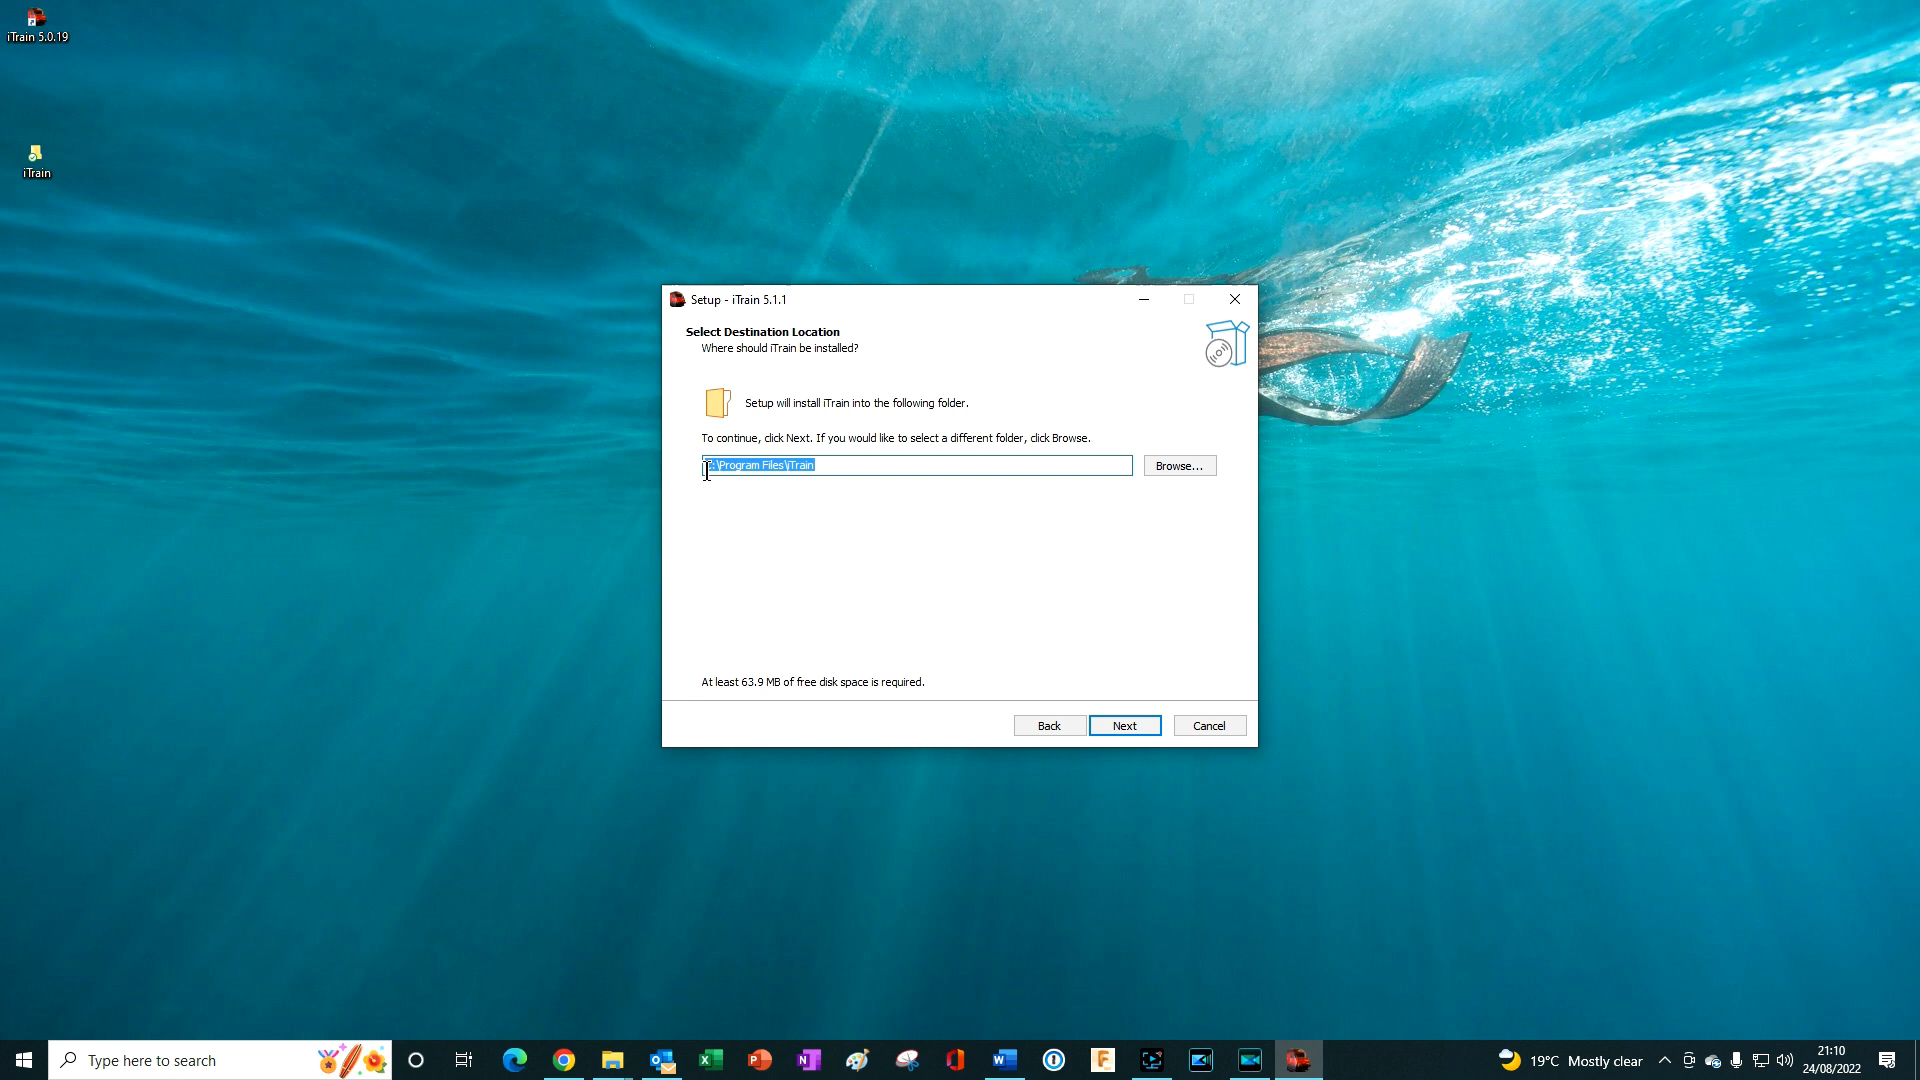 iTrain 5.0.19
iTrain
Setup - iTrain 5.1.1
Select Destination Location
Where should iTrain be installed?
Setup will install iTrain into the following folder.
To continue, click Next. If you would like to select a different folder, click Browse.
:\Program Files\iTrain
Browse...
At least 63.9 MB of free disk space is required.
Back
Next
Cancel
Type here to search
19°C Mostly clear
21:10
24/08/2022